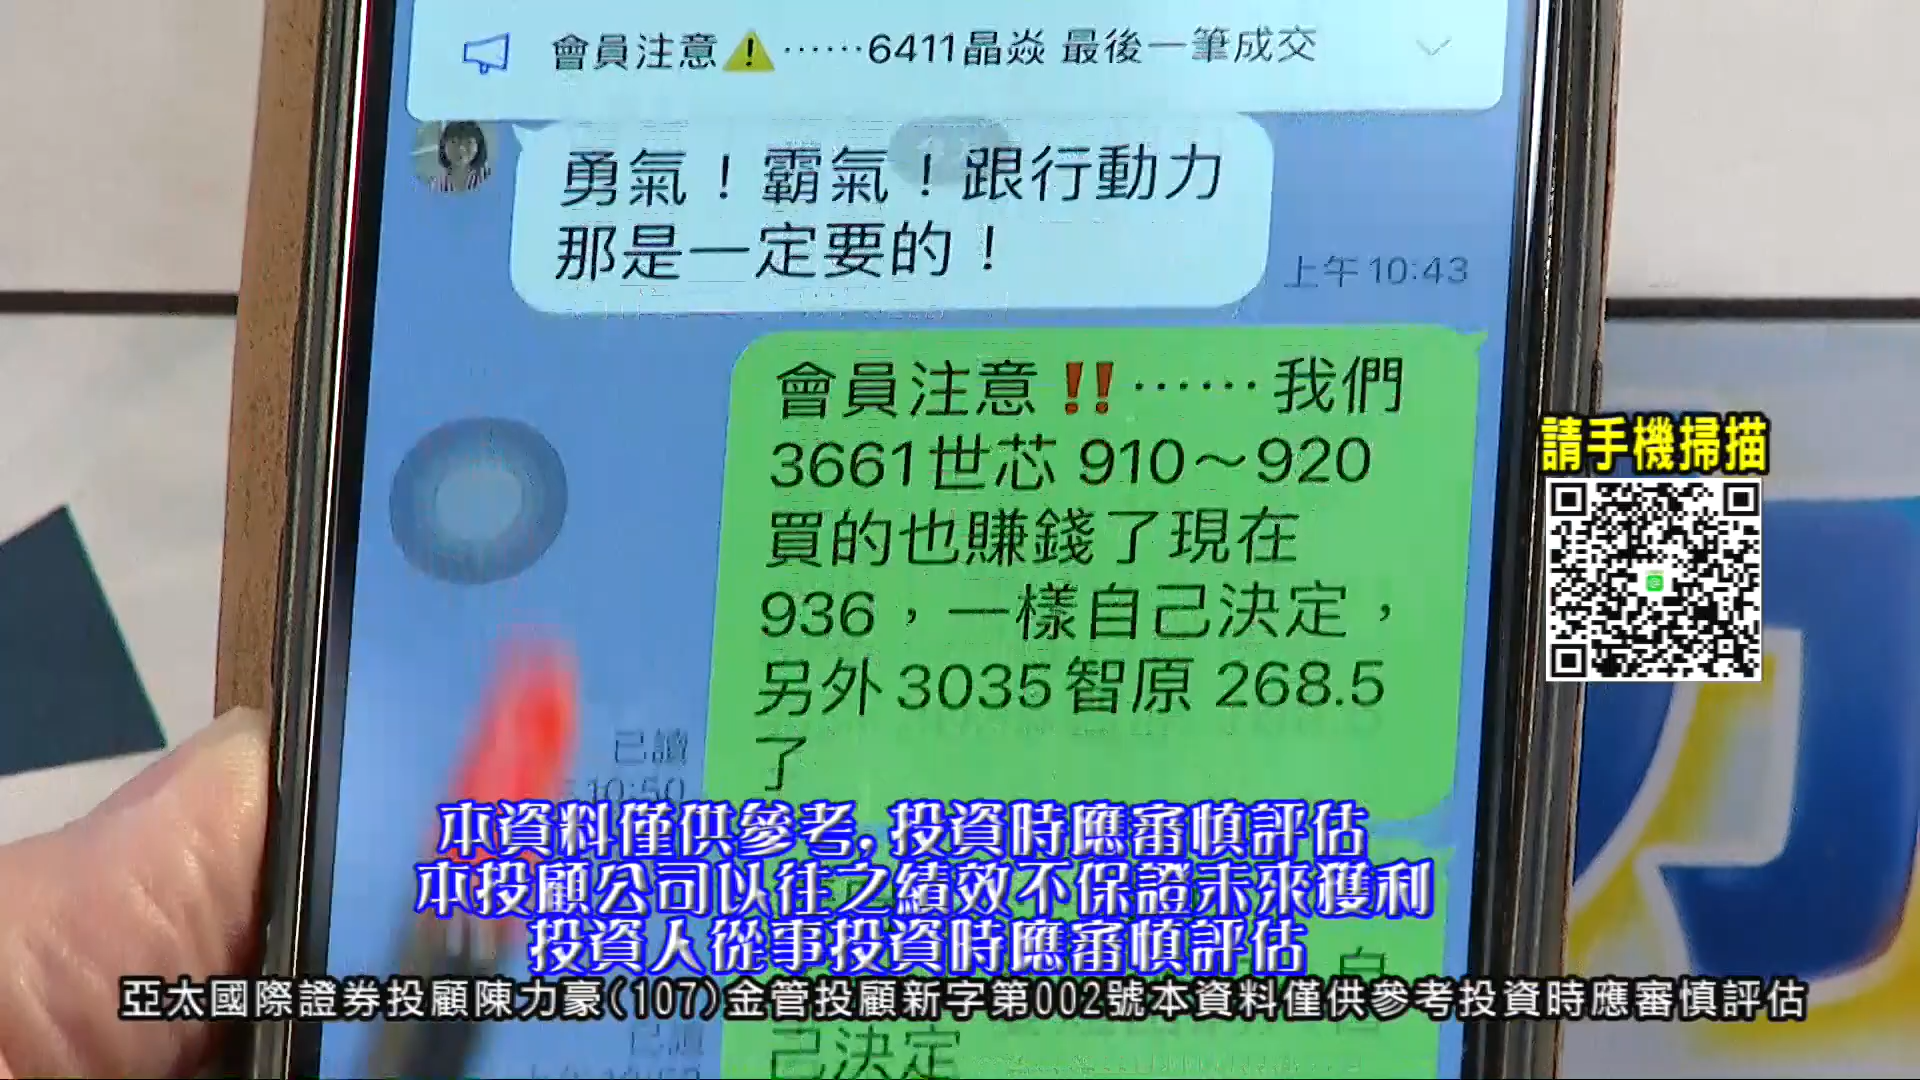 會員注意⚠️⋯⋯6411晶焱 最後一筆成交
勇氣！霸氣！跟行動力
那是一定要的！
上午10:43
會員注意‼️⋯⋯我們
3661世芯 910～920
買的也賺錢了現在
936，一樣自己決定，
另外3035智原 268.5
了
已讀
10:50
請手機掃描
本資料僅供參考,投資時應審慎評估
本投顧公司以往之績效不保證未來獲利
投資人從事投資時應審慎評估
自
亞太國際證券投顧陳力豪(107)金管投顧新字第002號本資料僅供參考投資時應審慎評估
己決定
已讀